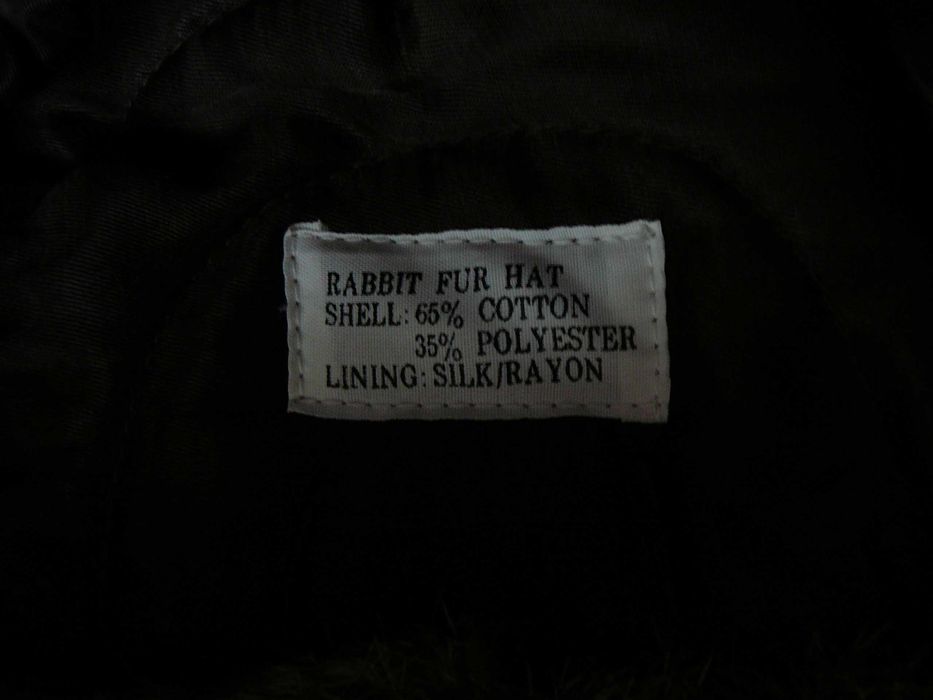 RABBIT FUR HAT
SHELL: 65% COTTON
35% POLYESTER
LINING: SILK/RAYON